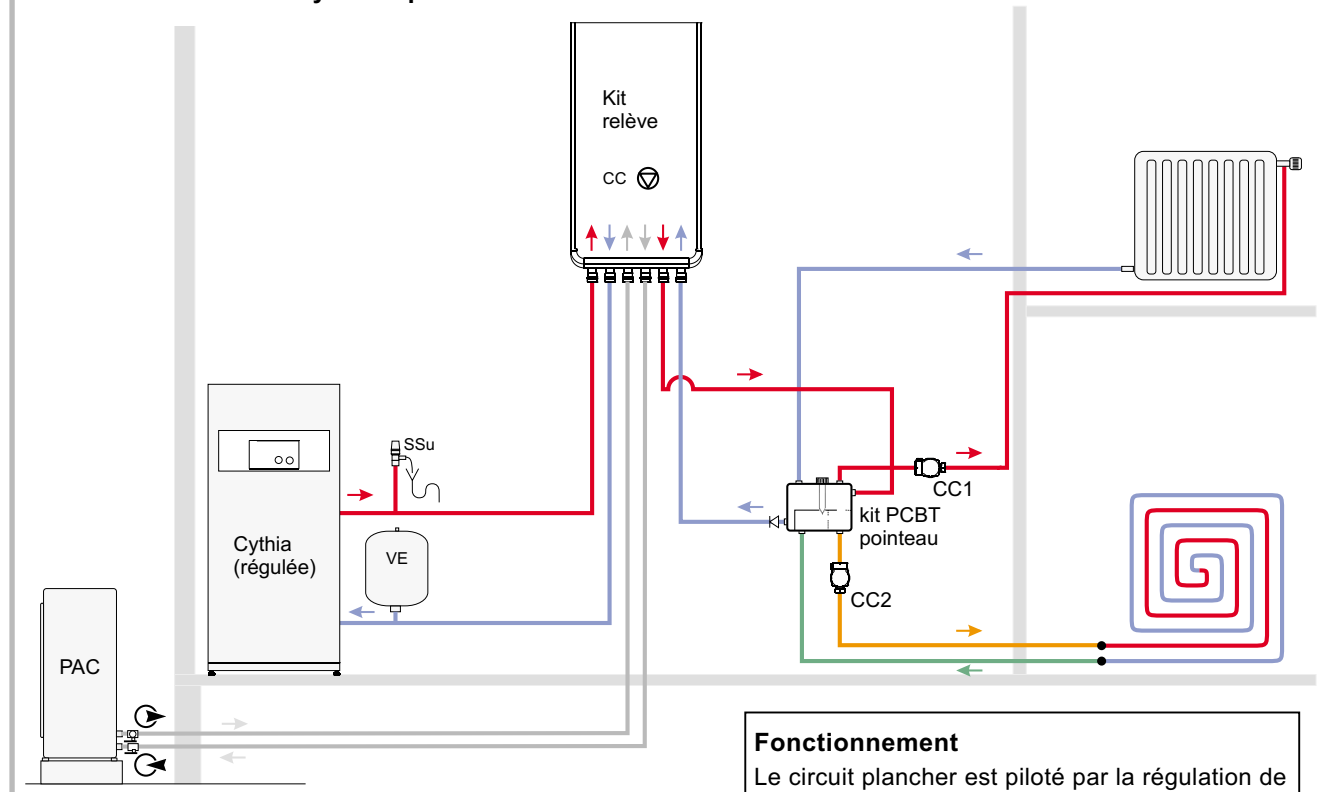 Kit
relève
CC
SSu
CC1
kit PCBT
pointeau
Cythia
(régulée)
VE
CC2
PAC
Fonctionnement
Le circuit plancher est piloté par la régulation de